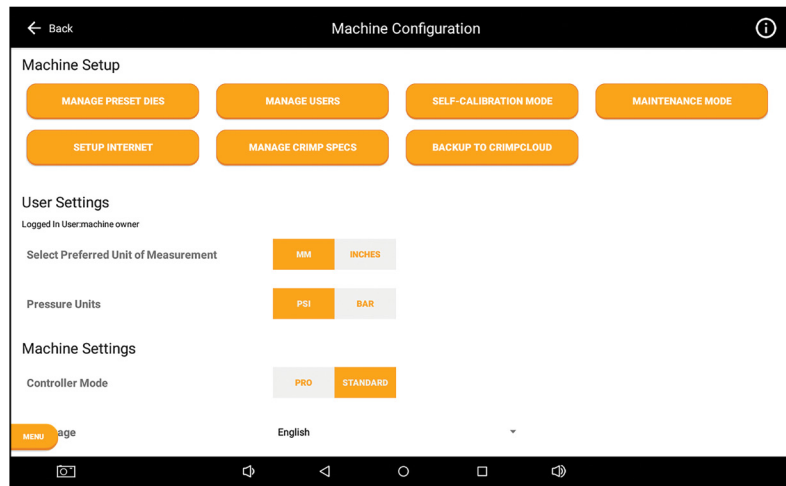 Back
Machine Configuration
Machine Setup
MANAGE PRESET DIES
MANAGE USERS
SELF-CALIBRATION MODE
MAINTENANCE MODE
SETUP INTERNET
MANAGE CRIMP SPECS
BACKUP TO CRIMPCLOUD
User Settings
Logged In User:machine owner
Select Preferred Unit of Measurement
MM
INCHES
Pressure Units
PSI
BAR
Machine Settings
Controller Mode
PRO
STANDARD
MENU
age
English